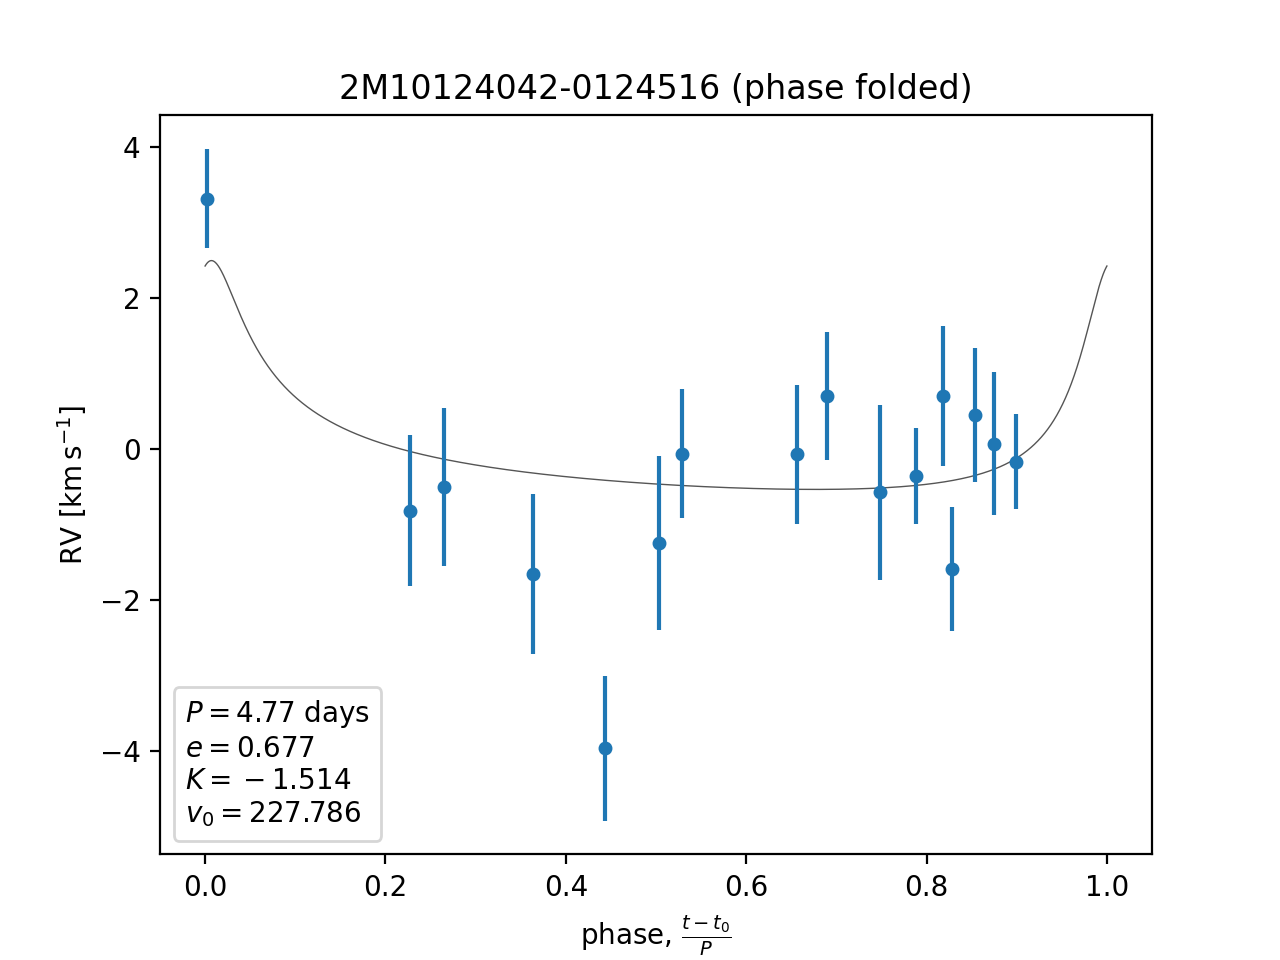 2M10124042-0124516 (phase folded)
4
2
0
−2
−4
RV [km s⁻¹]
P = 4.77 days
e = 0.677
K = −1.514
v₀ = 227.786
0.0 0.2 0.4 0.6 0.8 1.0
phase, (t − t₀)/P